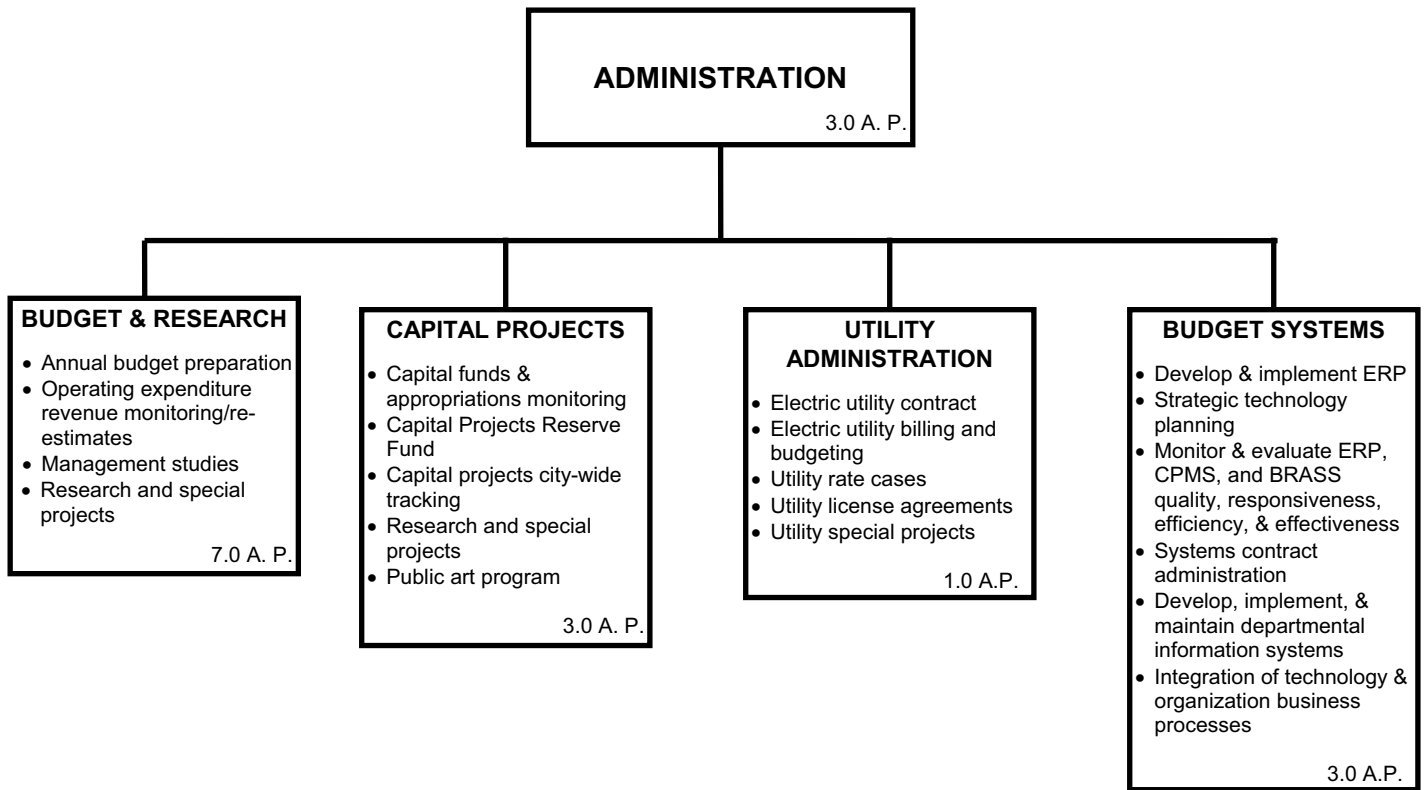 ADMINISTRATION
3.0 A. P.
BUDGET & RESEARCH
• Annual budget preparation
• Operating expenditure
revenue monitoring/re-
estimates
• Management studies
• Research and special
projects
7.0 A. P.
CAPITAL PROJECTS
• Capital funds &
appropriations monitoring
• Capital Projects Reserve
Fund
• Capital projects city-wide
tracking
• Research and special
projects
• Public art program
3.0 A. P.
UTILITY
ADMINISTRATION
• Electric utility contract
• Electric utility billing and
budgeting
• Utility rate cases
• Utility license agreements
• Utility special projects
1.0 A.P.
BUDGET SYSTEMS
• Develop & implement ERP
• Strategic technology
planning
• Monitor & evaluate ERP,
CPMS, and BRASS
quality, responsiveness,
efficiency, & effectiveness
• Systems contract
administration
• Develop, implement, &
maintain departmental
information systems
• Integration of technology &
organization business
processes
3.0 A.P.